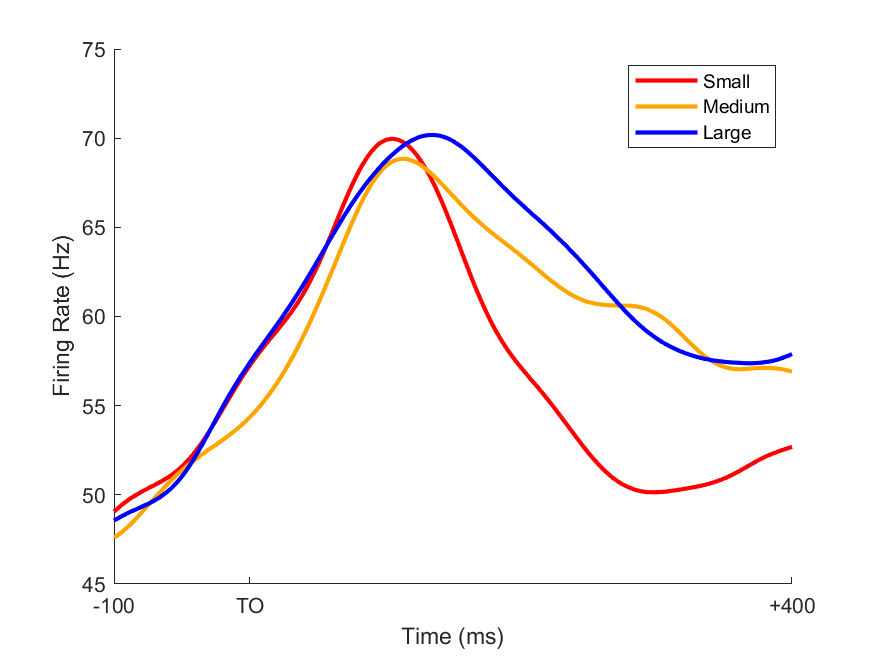 75
70
65
60
55
50
45
Firing Rate (Hz)
Small
Medium
Large
-100 TO +400
Time (ms)